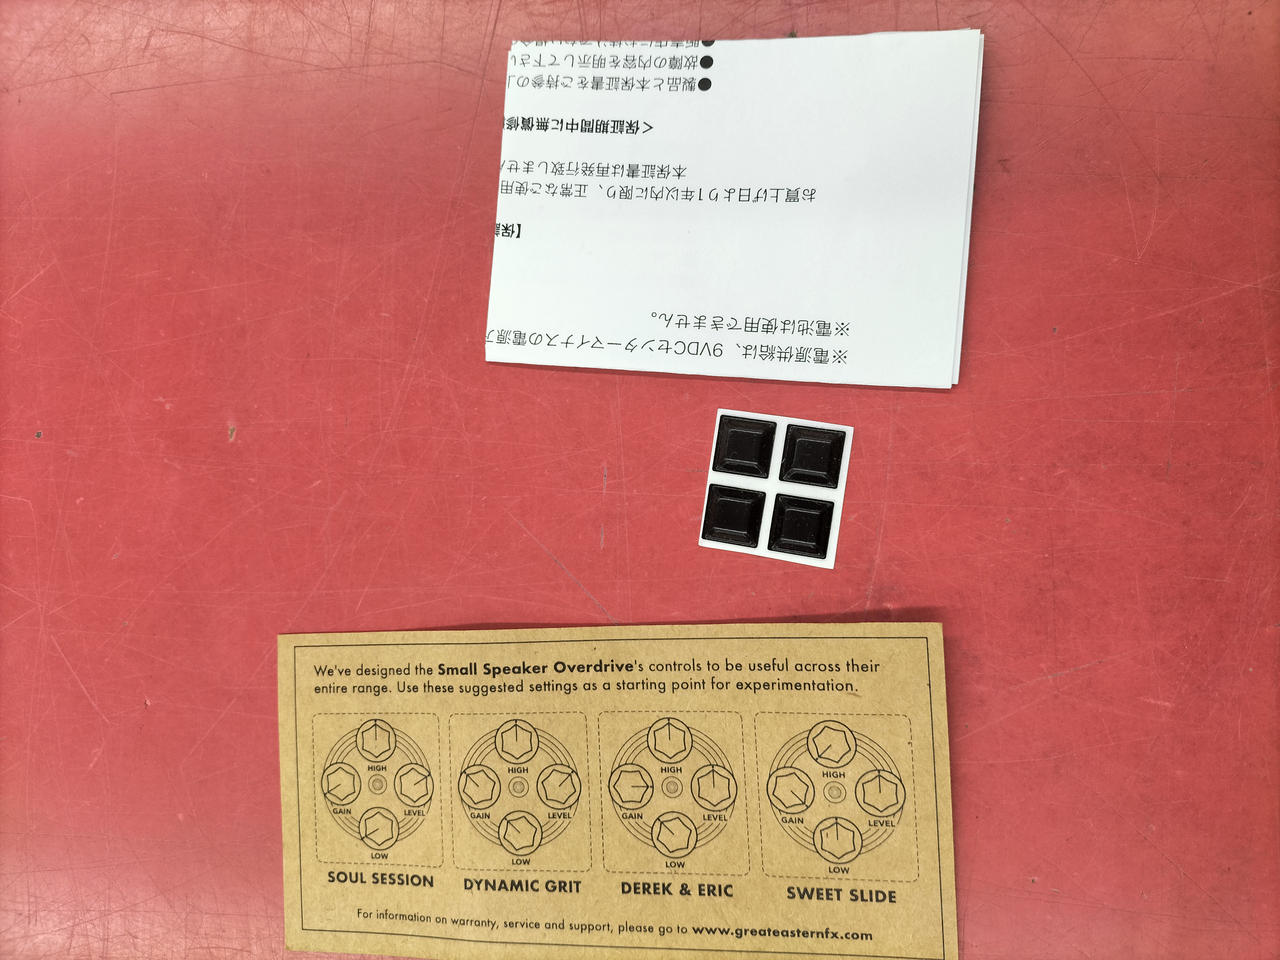 ※電源供給は、9VDCセンターマイナスの電源
※電池は使用できません。
【保
お買上げ日より1年以内に限り、正常なご使用
本保証書は再発行致しませ
＜保証期間中に無償修
●製品と本保証書をご持参の上
●故障の内容を明示して下さい
We've designed the Small Speaker Overdrive's controls to be useful across their
entire range. Use these suggested settings as a starting point for experimentation.
HIGH
GAIN
LEVEL
LOW
SOUL SESSION
HIGH
GAIN
LEVEL
LOW
DYNAMIC GRIT
HIGH
GAIN
LEVEL
LOW
DEREK & ERIC
HIGH
GAIN
LEVEL
LOW
SWEET SLIDE
For information on warranty, service and support, please go to www.greateasternfx.com